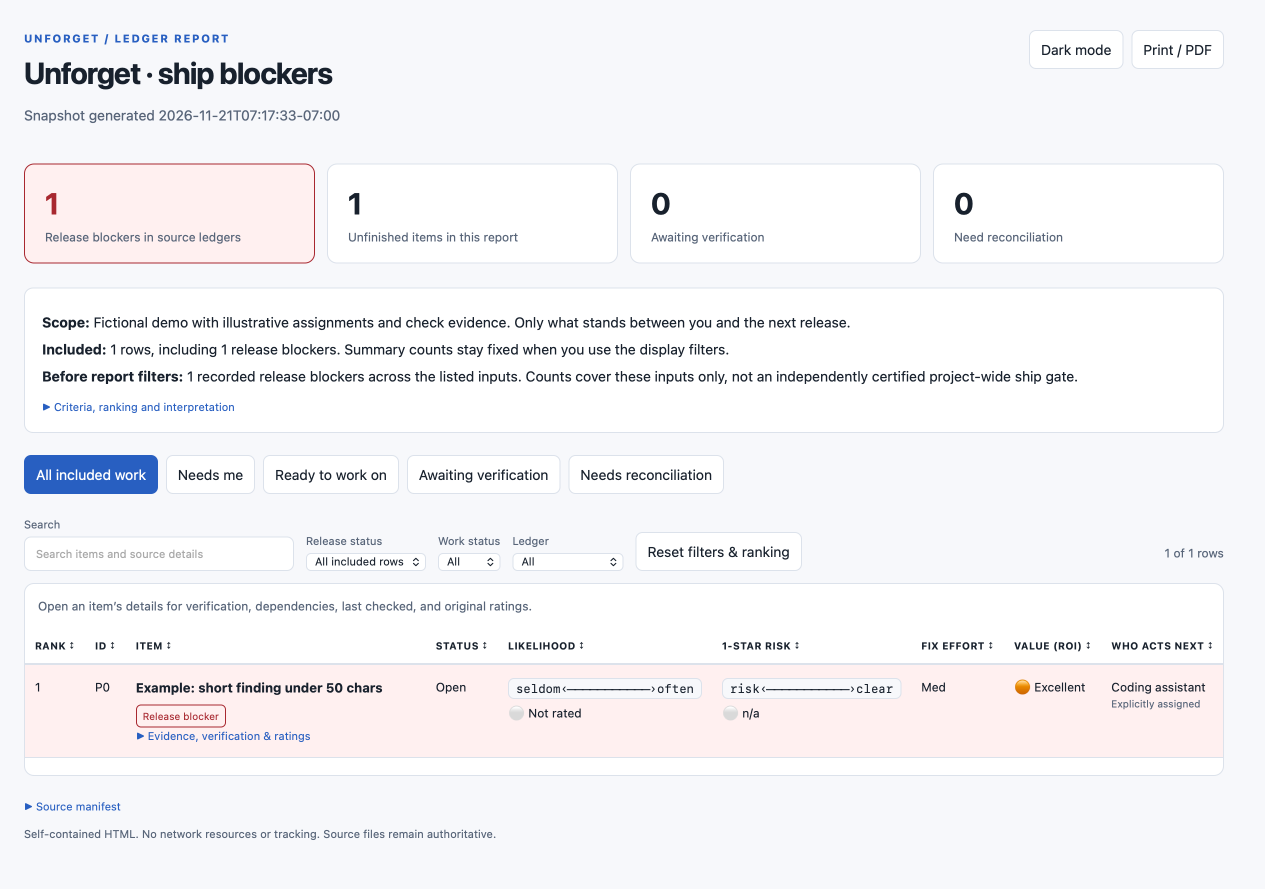 UNFORGET / LEDGER REPORT
Unforget · ship blockers
Snapshot generated 2026-11-21T07:17:33-07:00
Dark mode
Print / PDF
1
Release blockers in source ledgers
1
Unfinished items in this report
0
Awaiting verification
0
Need reconciliation
Scope: Fictional demo with illustrative assignments and check evidence. Only what stands between you and the next release.
Included: 1 rows, including 1 release blockers. Summary counts stay fixed when you use the display filters.
Before report filters: 1 recorded release blockers across the listed inputs. Counts cover these inputs only, not an independently certified project-wide ship gate.
▶ Criteria, ranking and interpretation
All included work
Needs me
Ready to work on
Awaiting verification
Needs reconciliation
Search
Search items and source details
Release status
All included rows
Work status
All
Ledger
All
Reset filters & ranking
1 of 1 rows
Open an item's details for verification, dependencies, last checked, and original ratings.
RANK ↕ ID ↕ ITEM ↕ STATUS ↕ LIKELIHOOD ↕ 1-STAR RISK ↕ FIX EFFORT ↕ VALUE (ROI) ↕ WHO ACTS NEXT ↕
1
P0
Example: short finding under 50 chars
Release blocker
▶ Evidence, verification & ratings
Open
seldom‹────────────›often
Not rated
risk‹────────────›clear
n/a
Med
Excellent
Coding assistant
Explicitly assigned
▶ Source manifest
Self-contained HTML. No network resources or tracking. Source files remain authoritative.